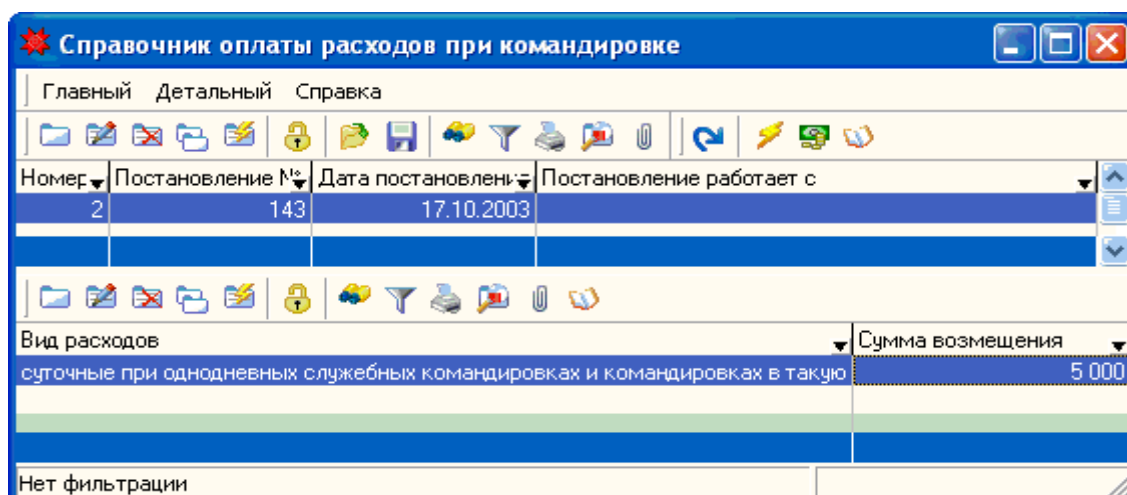 Справочник оплаты расходов при командировке
Главный Детальный Справка
Номер Постановление № Дата постановлени Постановление работает с
2 143 17.10.2003
Вид расходов Сумма возмещения
суточные при однодневных служебных командировках и командировках в такую 5 000
Нет фильтрации